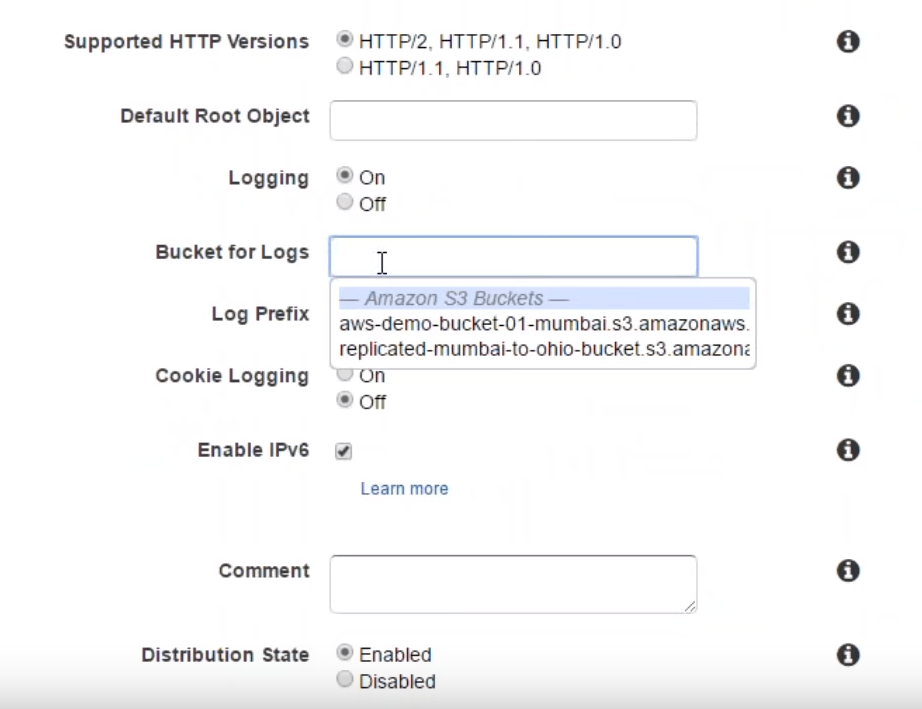 Supported HTTP Versions
HTTP/2, HTTP/1.1, HTTP/1.0
HTTP/1.1, HTTP/1.0
Default Root Object
Logging
On
Off
Bucket for Logs
— Amazon S3 Buckets —
aws-demo-bucket-01-mumbai.s3.amazonaws.
replicated-mumbai-to-ohio-bucket.s3.amazona
Log Prefix
Cookie Logging
On
Off
Enable IPv6
Learn more
Comment
Distribution State
Enabled
Disabled